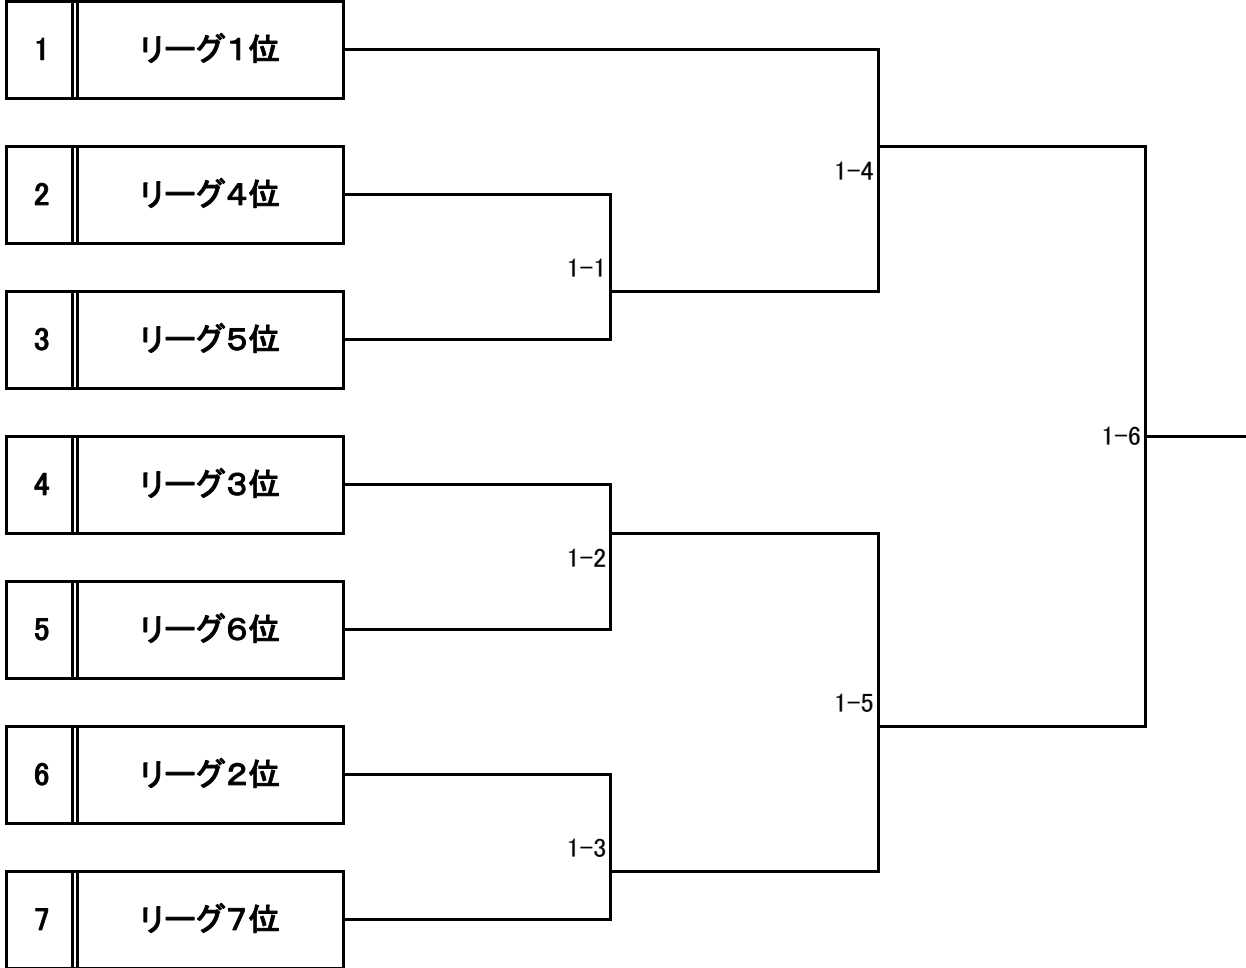 1 リーグ１位
1-4
2 リーグ４位
1-1
3 リーグ５位
1-6
4 リーグ３位
1-2
5 リーグ６位
1-5
6 リーグ２位
1-3
7 リーグ７位